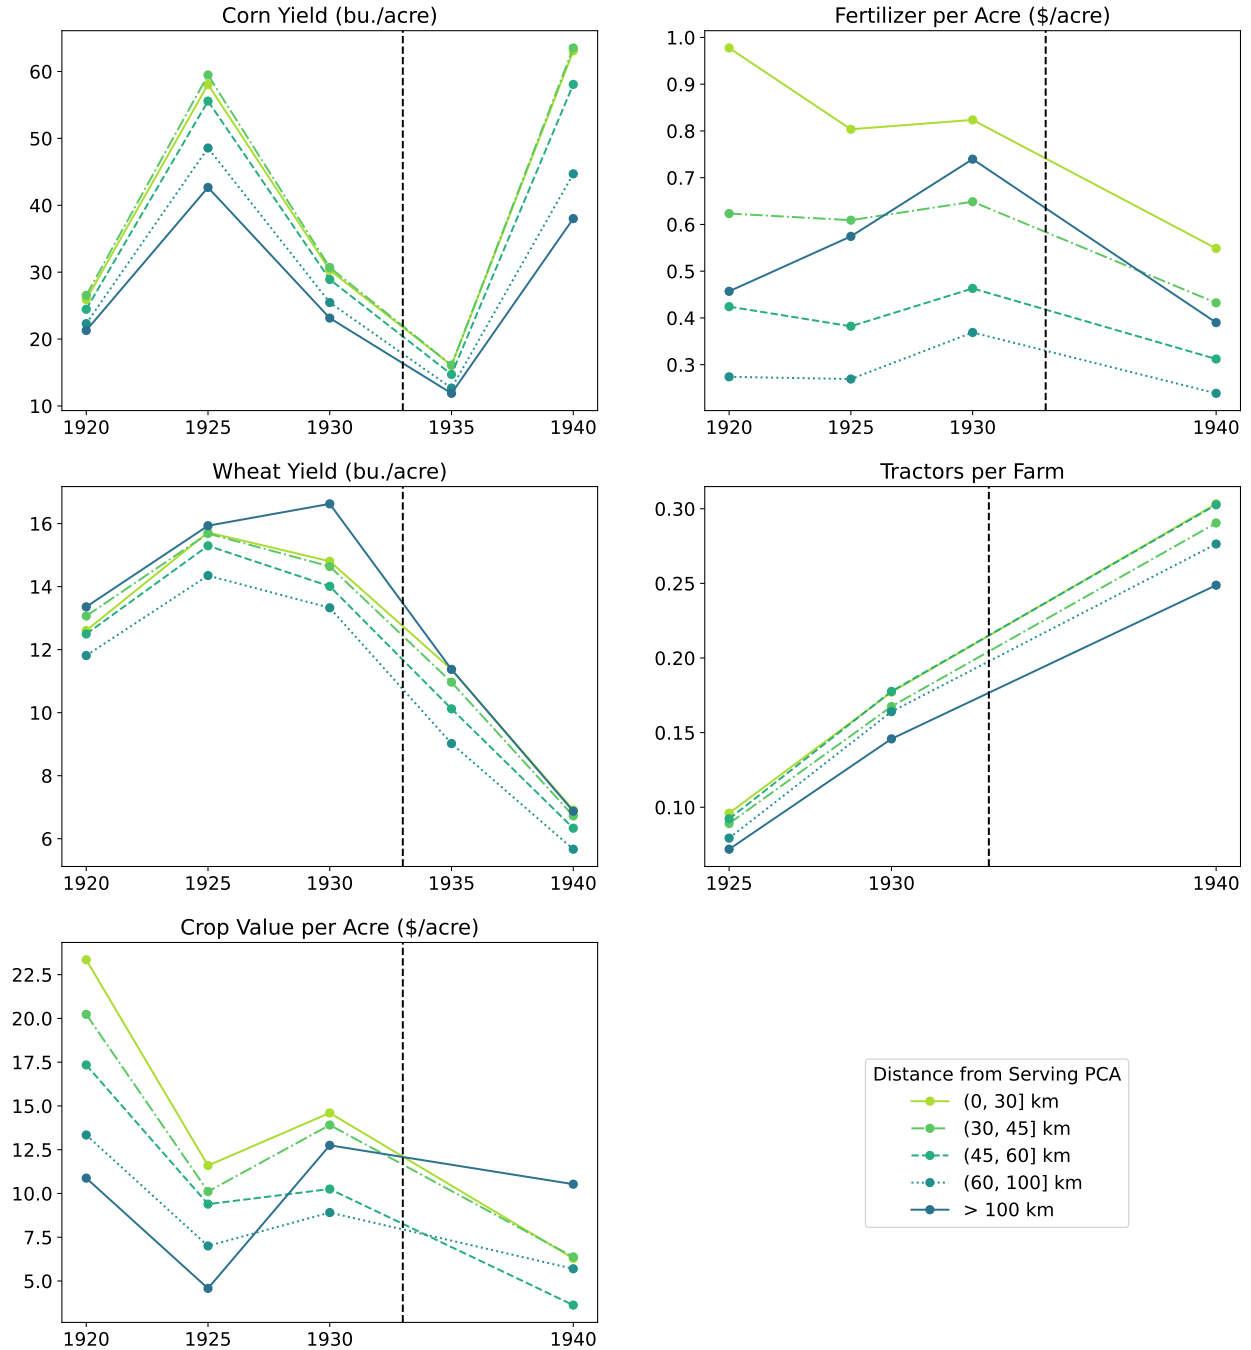 Corn Yield (bu./acre)
60
50
40
30
20
10
1920 1925 1930 1935 1940
Fertilizer per Acre ($/acre)
1.0
0.9
0.8
0.7
0.6
0.5
0.4
0.3
1920 1925 1930 1940
Wheat Yield (bu./acre)
16
14
12
10
8
6
1920 1925 1930 1935 1940
Tractors per Farm
0.30
0.25
0.20
0.15
0.10
1925 1930 1940
Crop Value per Acre ($/acre)
22.5
20.0
17.5
15.0
12.5
10.0
7.5
5.0
1920 1925 1930 1940
Distance from Serving PCA
(0, 30] km
(30, 45] km
(45, 60] km
(60, 100] km
> 100 km